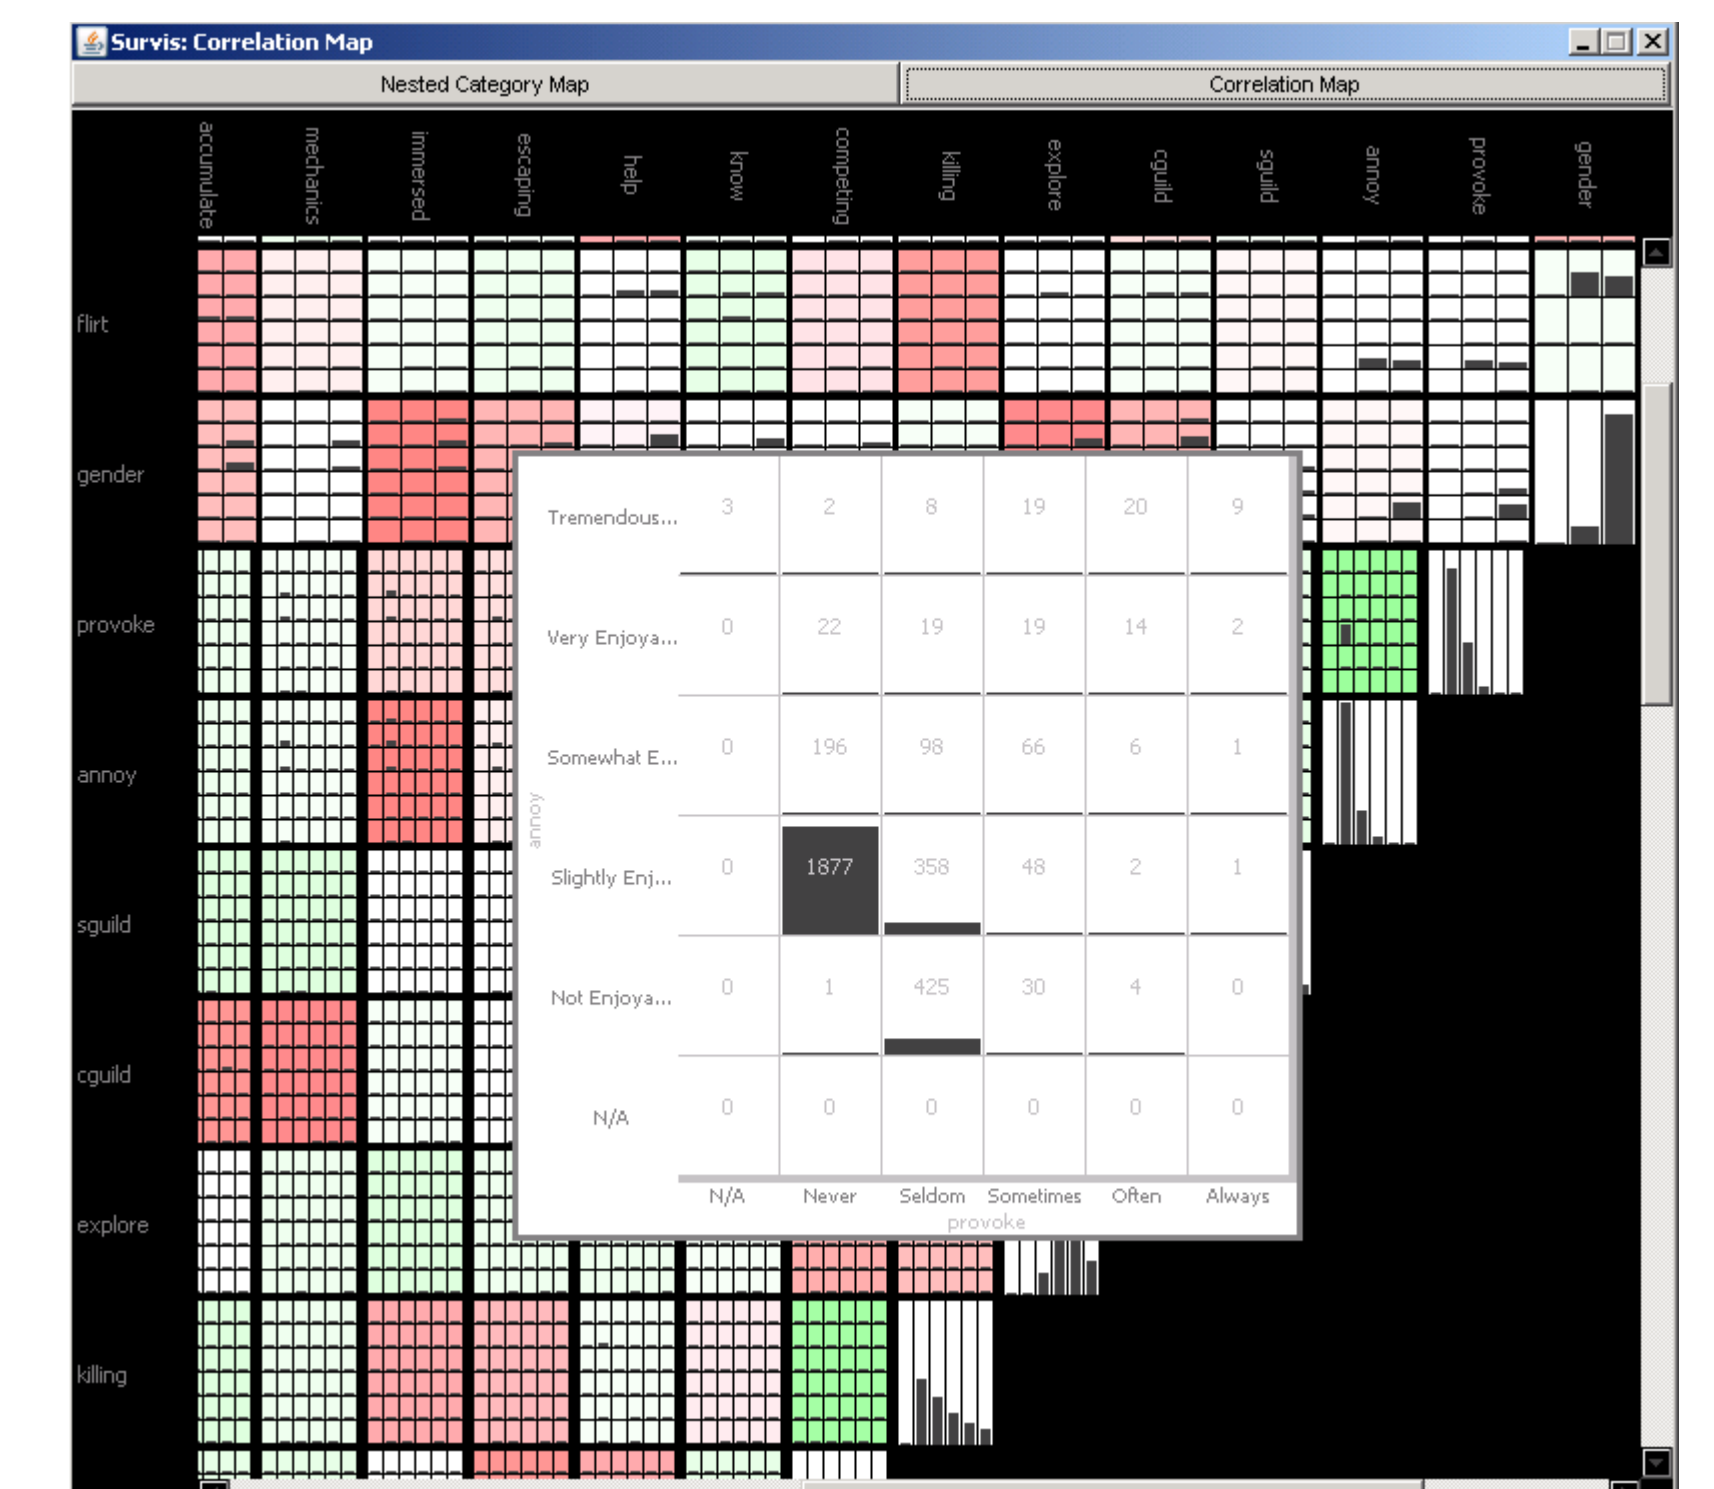 Survis: Correlation Map
Nested Category Map
Correlation Map
accumulate mechanics immersed escaping help know competing killing explore cguild sguild annoy provoke gender
flirt
gender
provoke
annoy
sguild
cguild
explore
killing
Tremendous... 3 2 8 19 20 9
Very Enjoya... 0 22 19 19 14 2
Somewhat E... 0 196 98 66 6 1
annoy
Slightly Enj... 0 1877 358 48 2 1
Not Enjoya... 0 1 425 30 4 0
N/A 0 0 0 0 0 0
N/A Never Seldom Sometimes Often Always
provoke